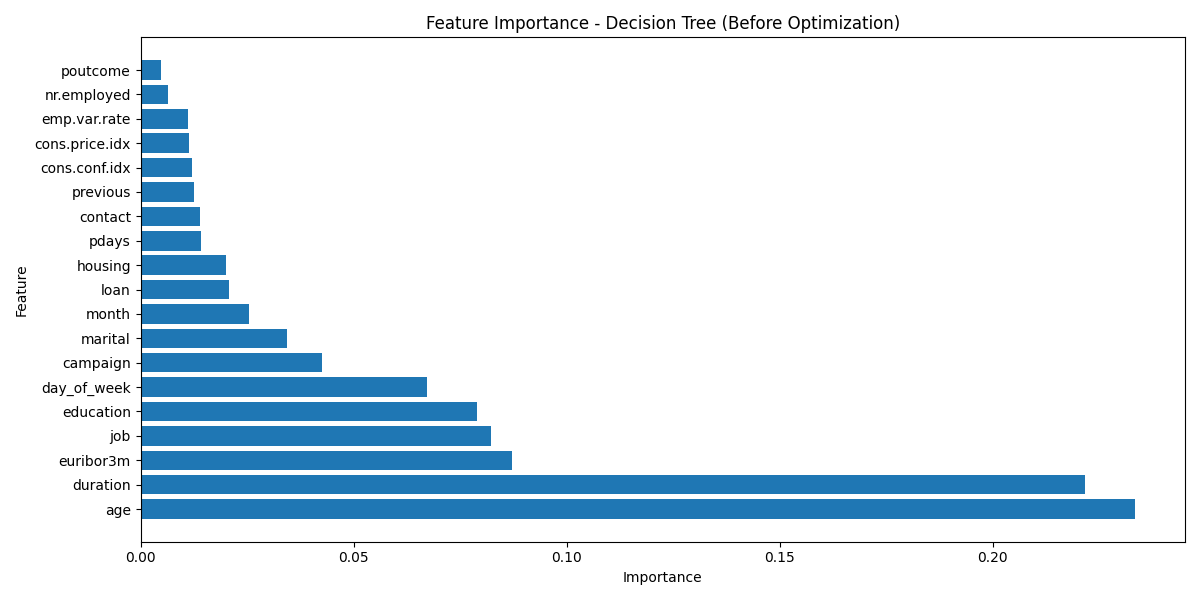 Feature Importance - Decision Tree (Before Optimization)
poutcome
nr.employed
emp.var.rate
cons.price.idx
cons.conf.idx
previous
contact
pdays
housing
loan
month
marital
campaign
day_of_week
education
job
euribor3m
duration
age
Feature
0.00 0.05 0.10 0.15 0.20
Importance